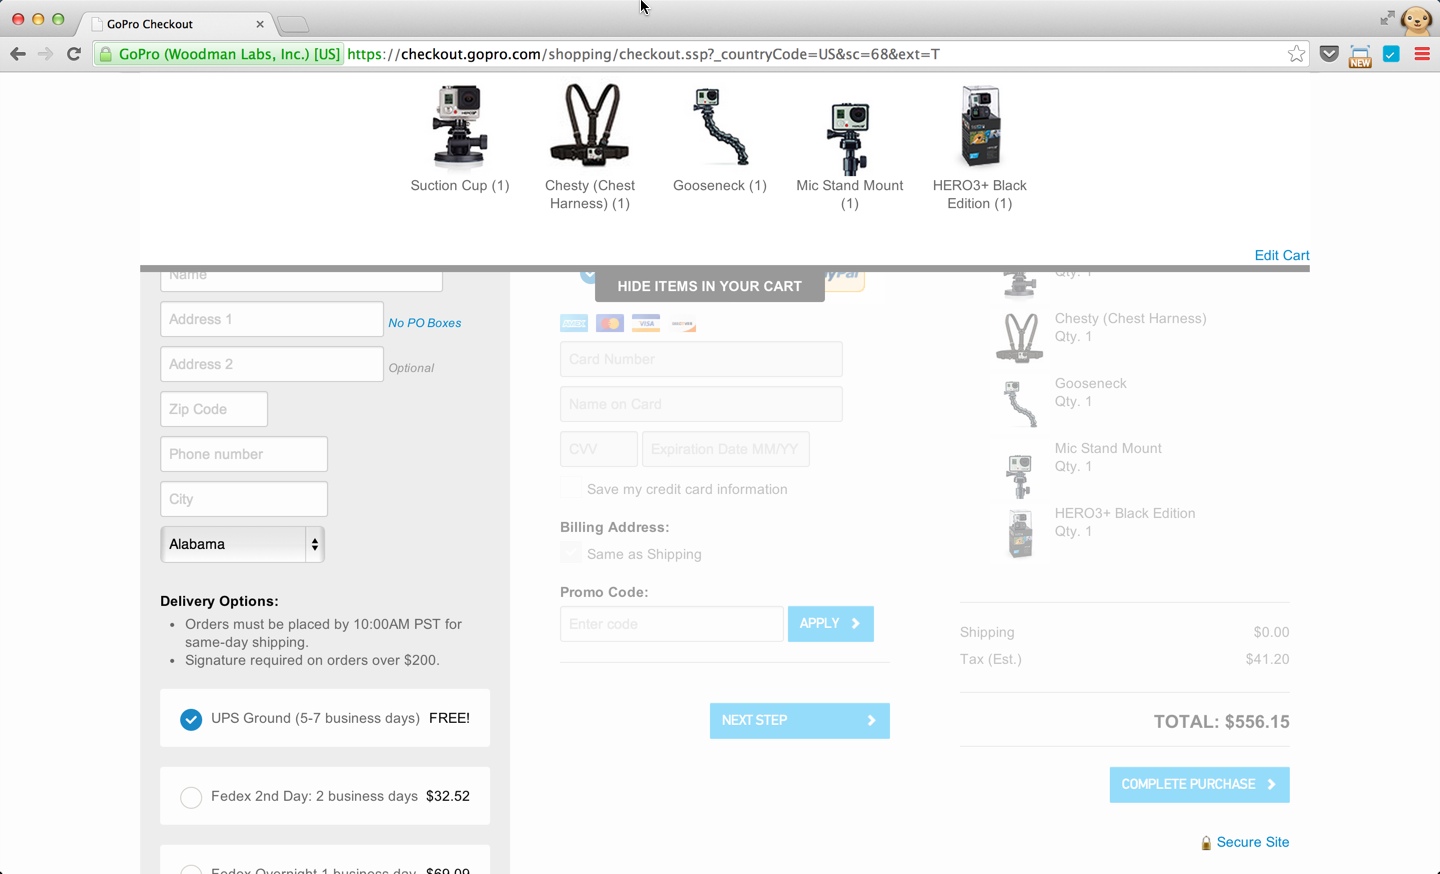 GoPro Checkout
GoPro (Woodman Labs, Inc.) [US] https://checkout.gopro.com/shopping/checkout.ssp?_countryCode=US&sc=68&ext=T
NEW
Suction Cup (1)
Chesty (Chest
Harness) (1)
Gooseneck (1)
Mic Stand Mount
(1)
HERO3+ Black
Edition (1)
Edit Cart
HIDE ITEMS IN YOUR CART
Name
Address 1
No PO Boxes
Address 2
Optional
Zip Code
Phone number
City
Alabama
Delivery Options:
• Orders must be placed by 10:00AM PST for
same-day shipping.
• Signature required on orders over $200.
UPS Ground (5-7 business days) FREE!
Fedex 2nd Day: 2 business days $32.52
Fedex Overnight 1 business day $69.09
AMEX
VISA
Card Number
Name on Card
CVV
Expiration Date MM/YY
Save my credit card information
Billing Address:
Same as Shipping
Promo Code:
Enter code
APPLY
NEXT STEP
Qty. 1
Chesty (Chest Harness)
Qty. 1
Gooseneck
Qty. 1
Mic Stand Mount
Qty. 1
HERO3+ Black Edition
Qty. 1
Shipping $0.00
Tax (Est.) $41.20
TOTAL: $556.15
COMPLETE PURCHASE
Secure Site